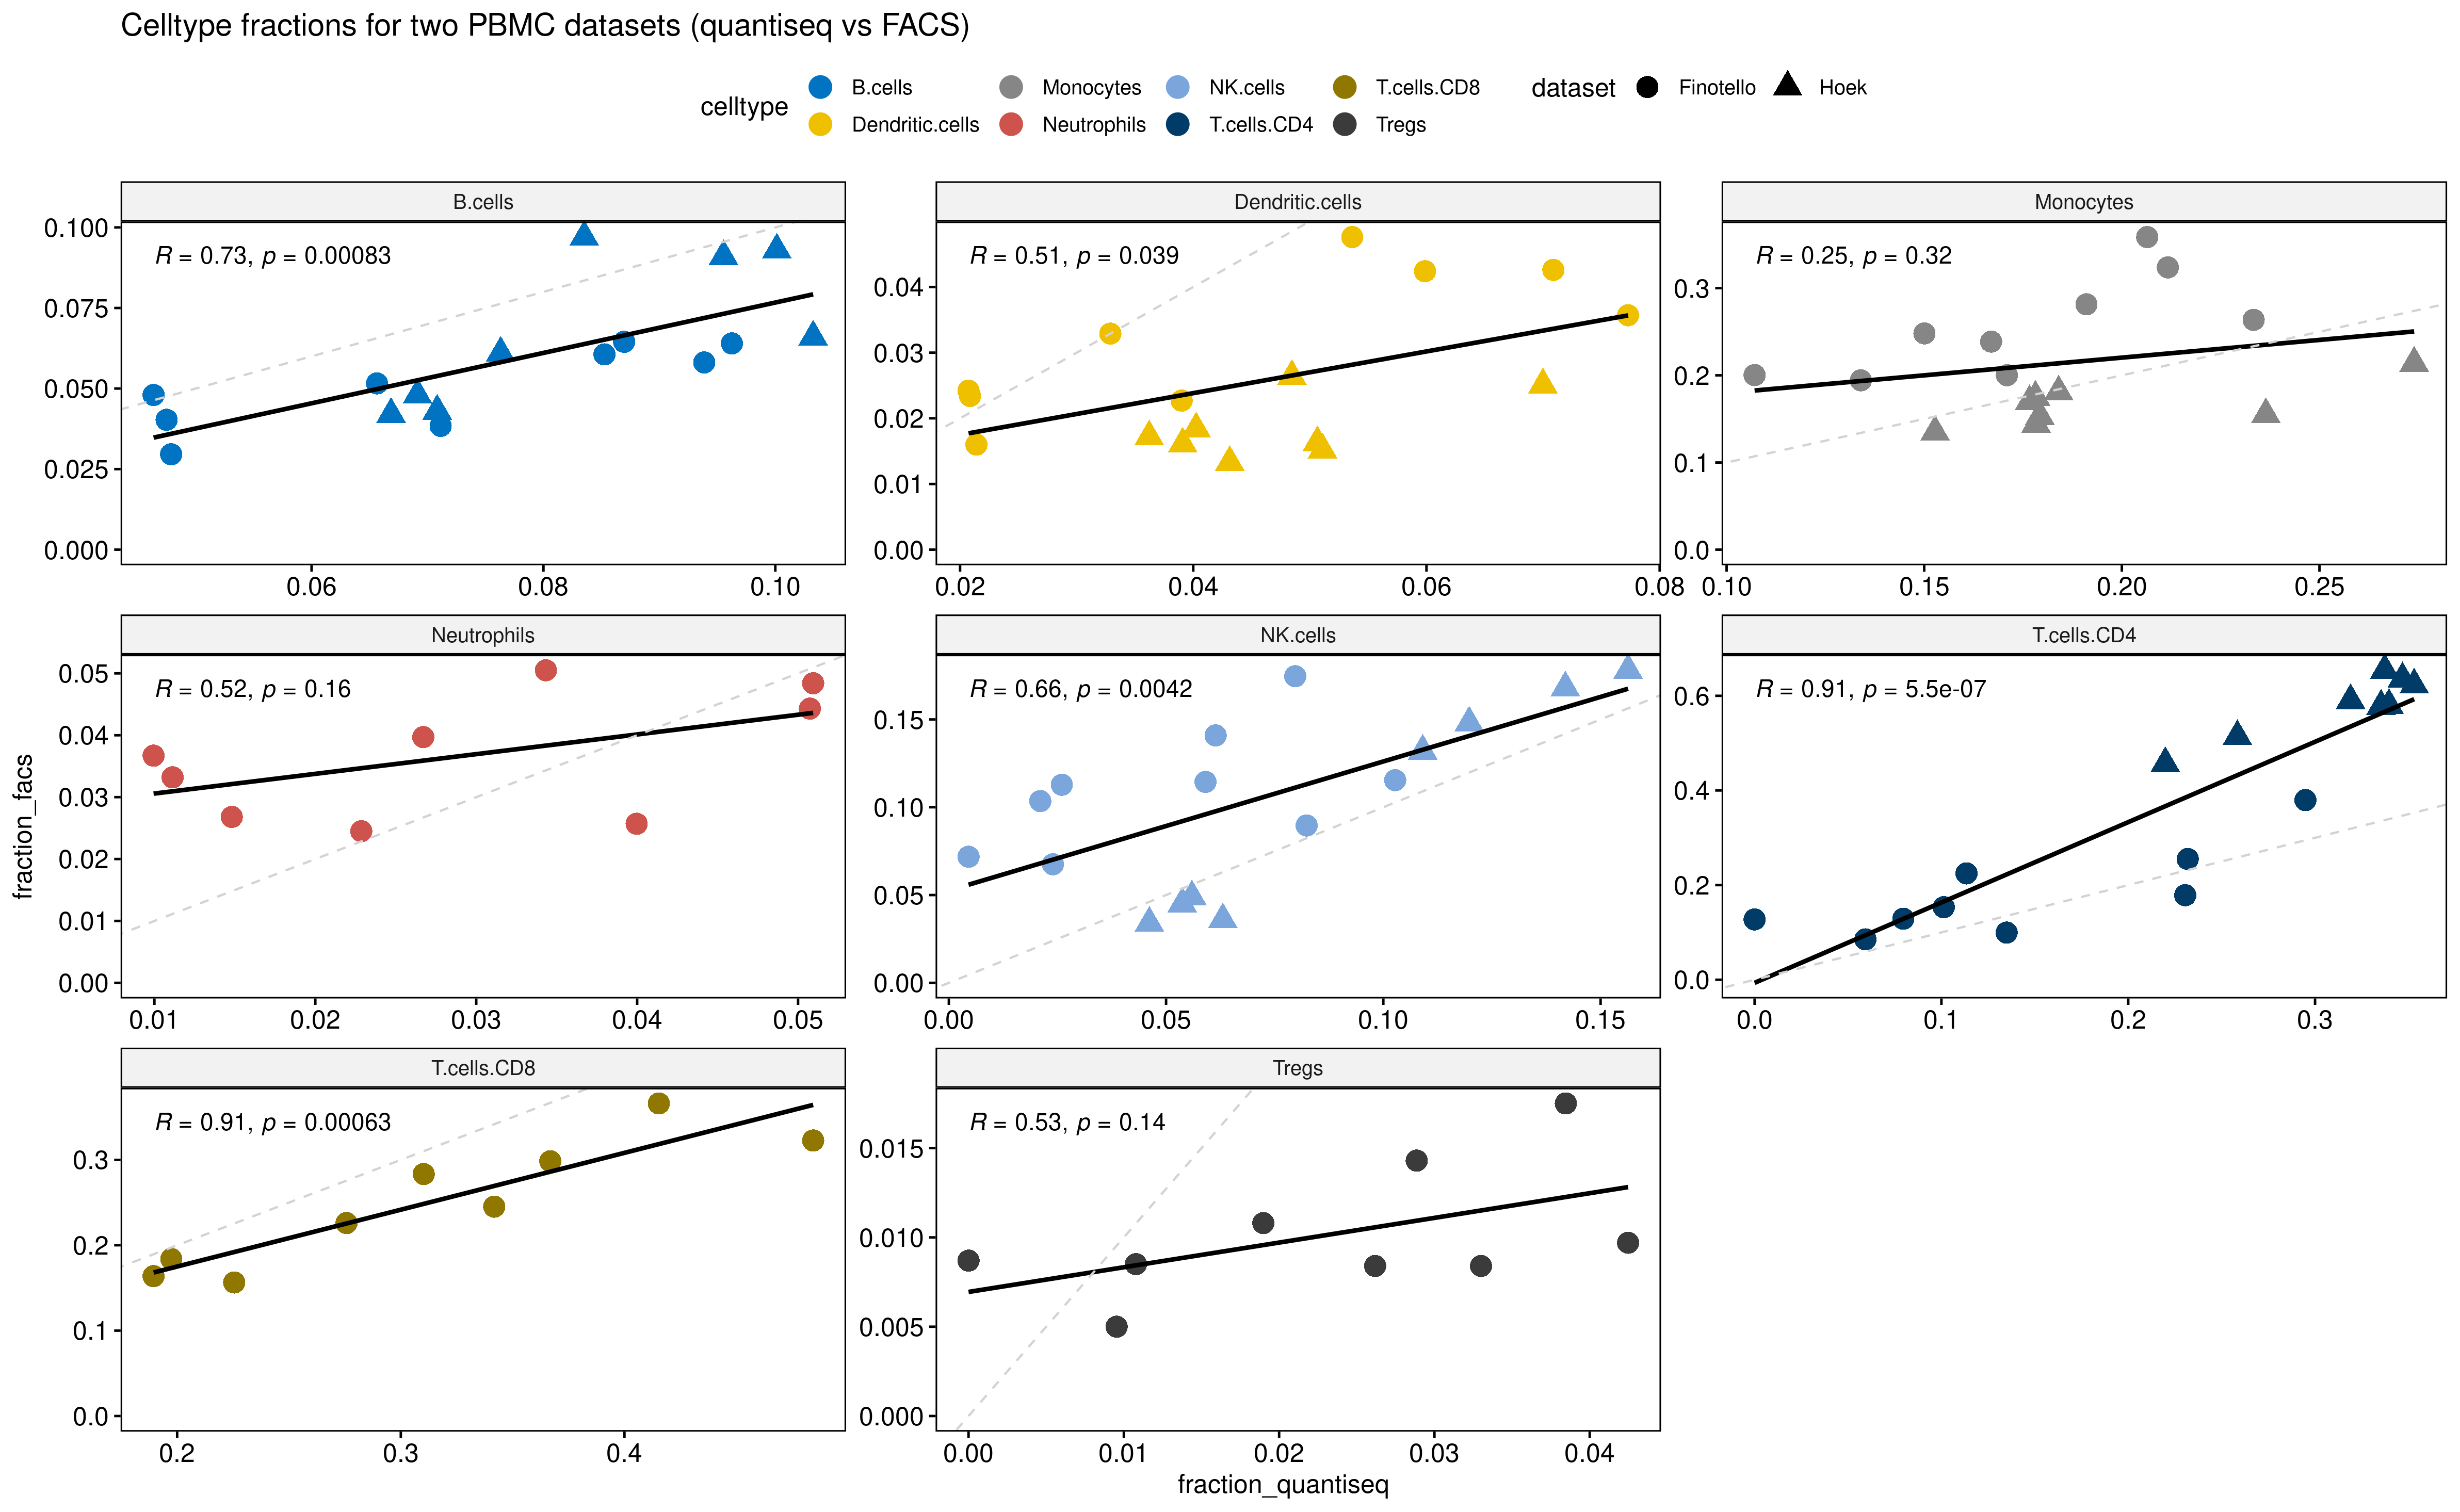 Celltype fractions for two PBMC datasets (quantiseq vs FACS)
celltype
B.cells Monocytes NK.cells T.cells.CD8
Dendritic.cells Neutrophils T.cells.CD4 Tregs
dataset Finotello Hoek
B.cells
R = 0.73, p = 0.00083
0.100
0.075
0.050
0.025
0.000
0.06 0.08 0.10
Dendritic.cells
R = 0.51, p = 0.039
0.04
0.03
0.02
0.01
0.00
0.02 0.04 0.06 0.08
Monocytes
R = 0.25, p = 0.32
0.3
0.2
0.1
0.0
0.10 0.15 0.20 0.25
Neutrophils
R = 0.52, p = 0.16
0.05
0.04
0.03
0.02
0.01
0.00
0.01 0.02 0.03 0.04 0.05
NK.cells
R = 0.66, p = 0.0042
0.15
0.10
0.05
0.00
0.00 0.05 0.10 0.15
T.cells.CD4
R = 0.91, p = 5.5e-07
0.6
0.4
0.2
0.0
0.0 0.1 0.2 0.3
T.cells.CD8
R = 0.91, p = 0.00063
0.3
0.2
0.1
0.0
0.2 0.3 0.4
Tregs
R = 0.53, p = 0.14
0.015
0.010
0.005
0.000
0.00 0.01 0.02 0.03 0.04
fraction_facs
fraction_quantiseq